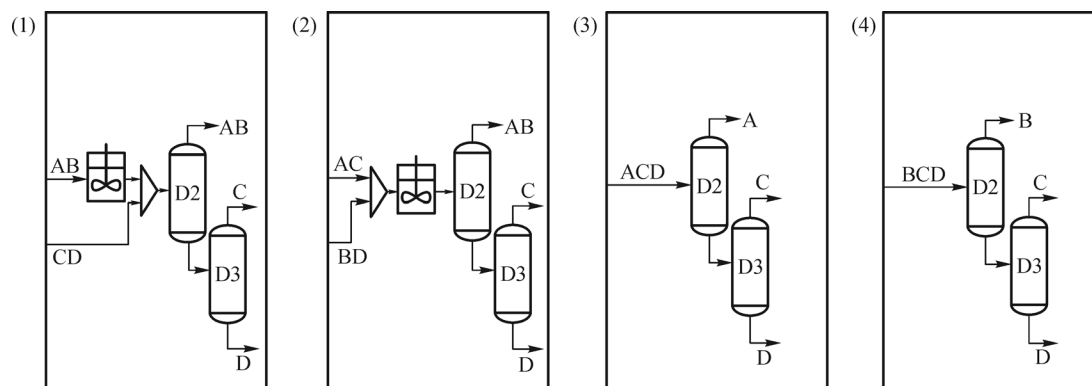 (1)
AB
AB
D2
C
CD
D3
D
(2)
AB
AC
D2
C
BD
D3
D
(3)
A
ACD
D2
C
D3
D
(4)
B
BCD
D2
C
D3
D